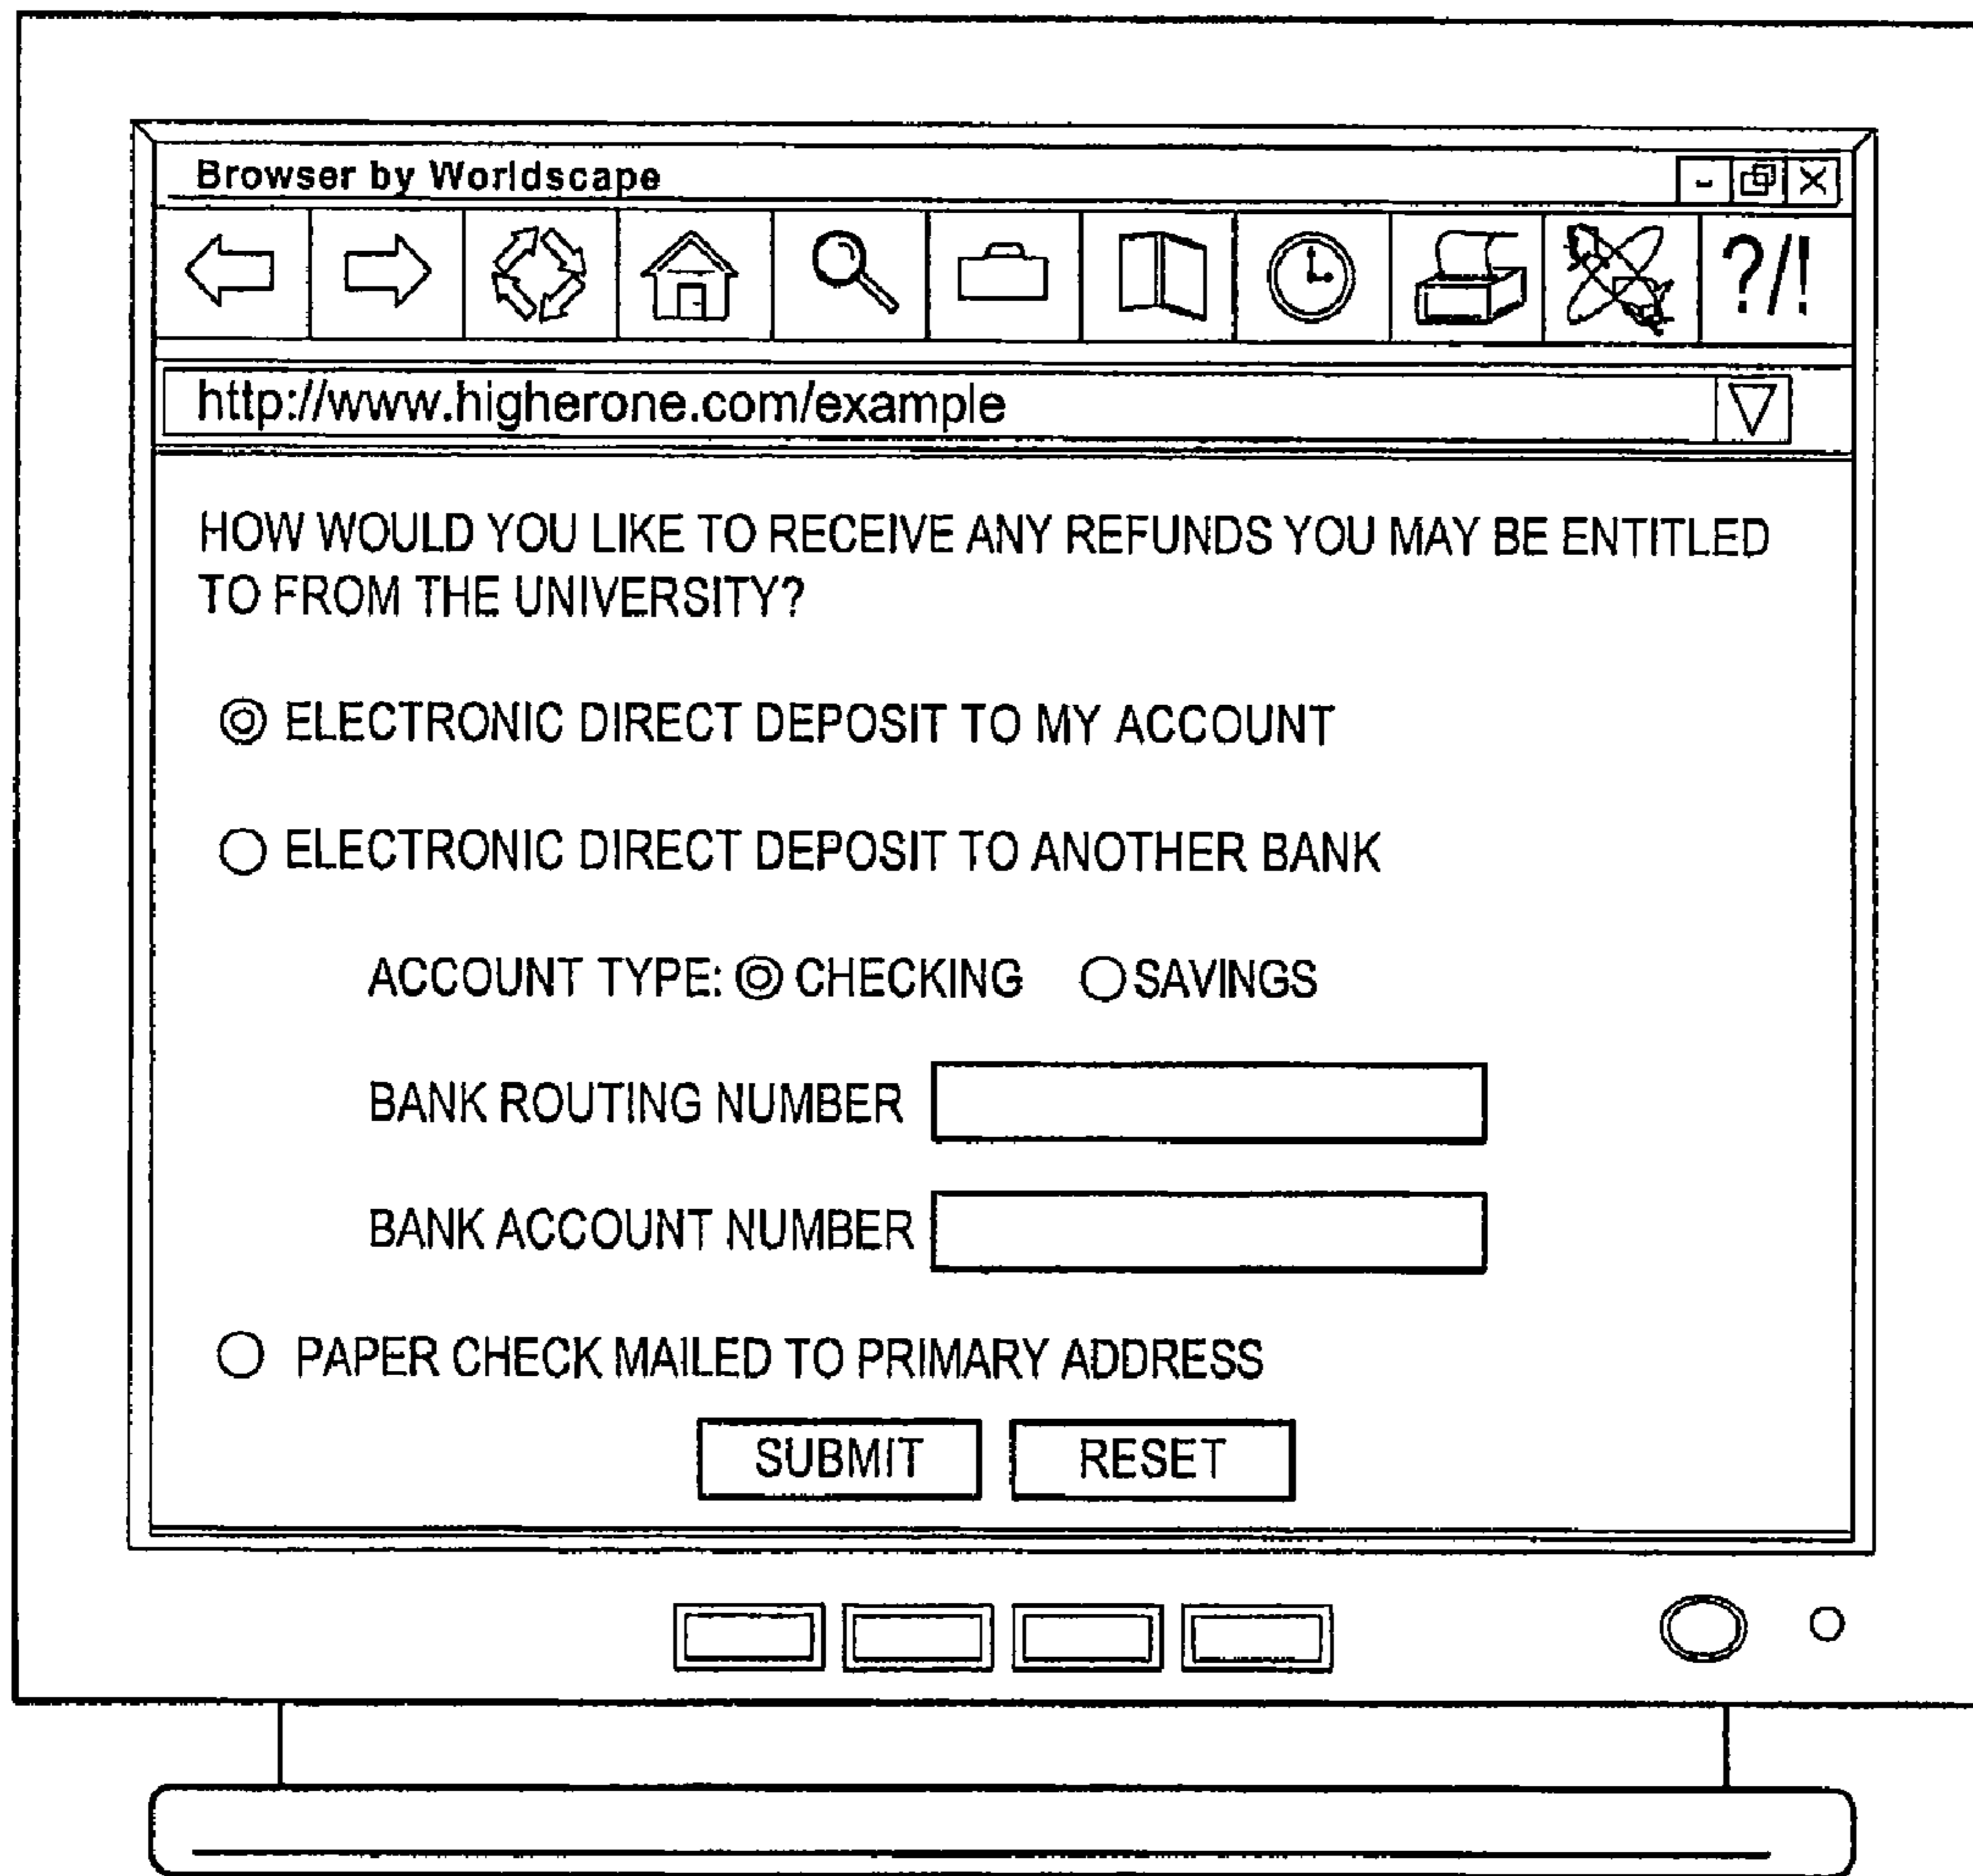 Browser by Worldscape
?/!
http://www.higherone.com/example
HOW WOULD YOU LIKE TO RECEIVE ANY REFUNDS YOU MAY BE ENTITLED
TO FROM THE UNIVERSITY?
ELECTRONIC DIRECT DEPOSIT TO MY ACCOUNT
ELECTRONIC DIRECT DEPOSIT TO ANOTHER BANK
ACCOUNT TYPE: CHECKING SAVINGS
BANK ROUTING NUMBER
BANK ACCOUNT NUMBER
PAPER CHECK MAILED TO PRIMARY ADDRESS
SUBMIT RESET